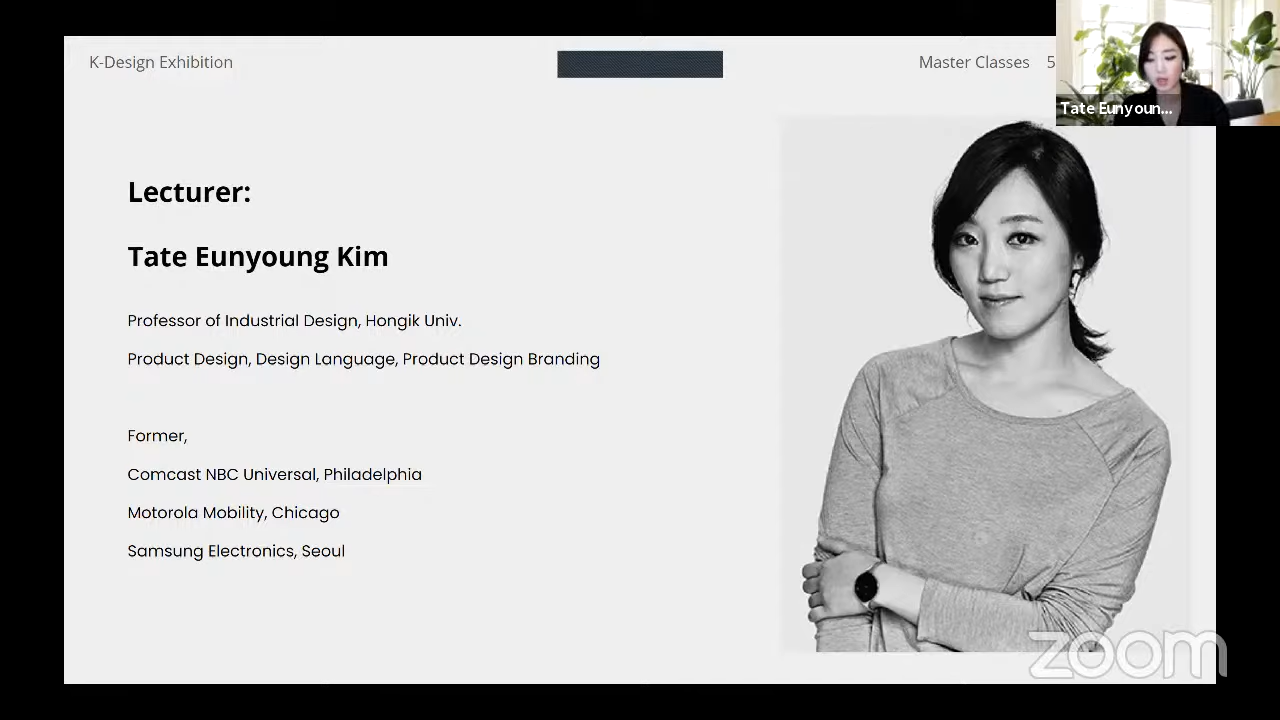 K-Design Exhibition
Master Classes 5
Tate Eunyoun...
Lecturer:
Tate Eunyoung Kim
Professor of Industrial Design, Hongik Univ.
Product Design, Design Language, Product Design Branding
Former,
Comcast NBC Universal, Philadelphia
Motorola Mobility, Chicago
Samsung Electronics, Seoul
zoom